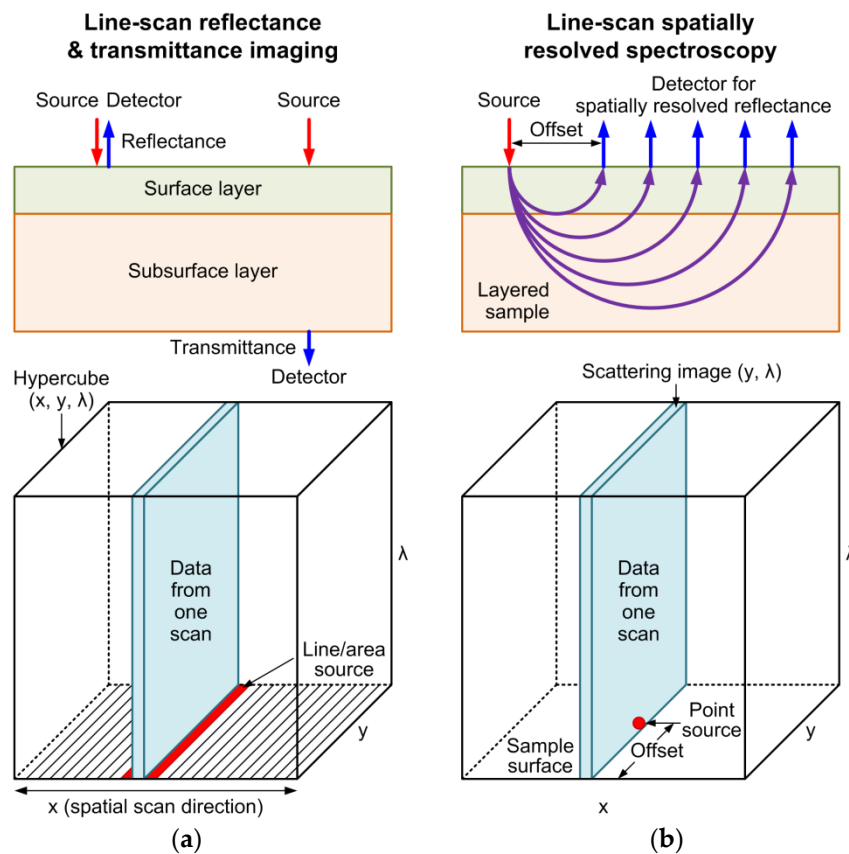 Line-scan reflectance
& transmittance imaging
Source Detector
Source
Reflectance
Surface layer
Subsurface layer
Transmittance
Detector
Hypercube
(x, y, λ)
Data
from
one
scan
Line/area
source
λ
y
x (spatial scan direction)
(a)
Line-scan spatially
resolved spectroscopy
Source
Detector for
spatially resolved reflectance
Offset
Layered
sample
Scattering image (y, λ)
Data
from
one
scan
Point
source
Offset
Sample
surface
λ
y
x
(b)